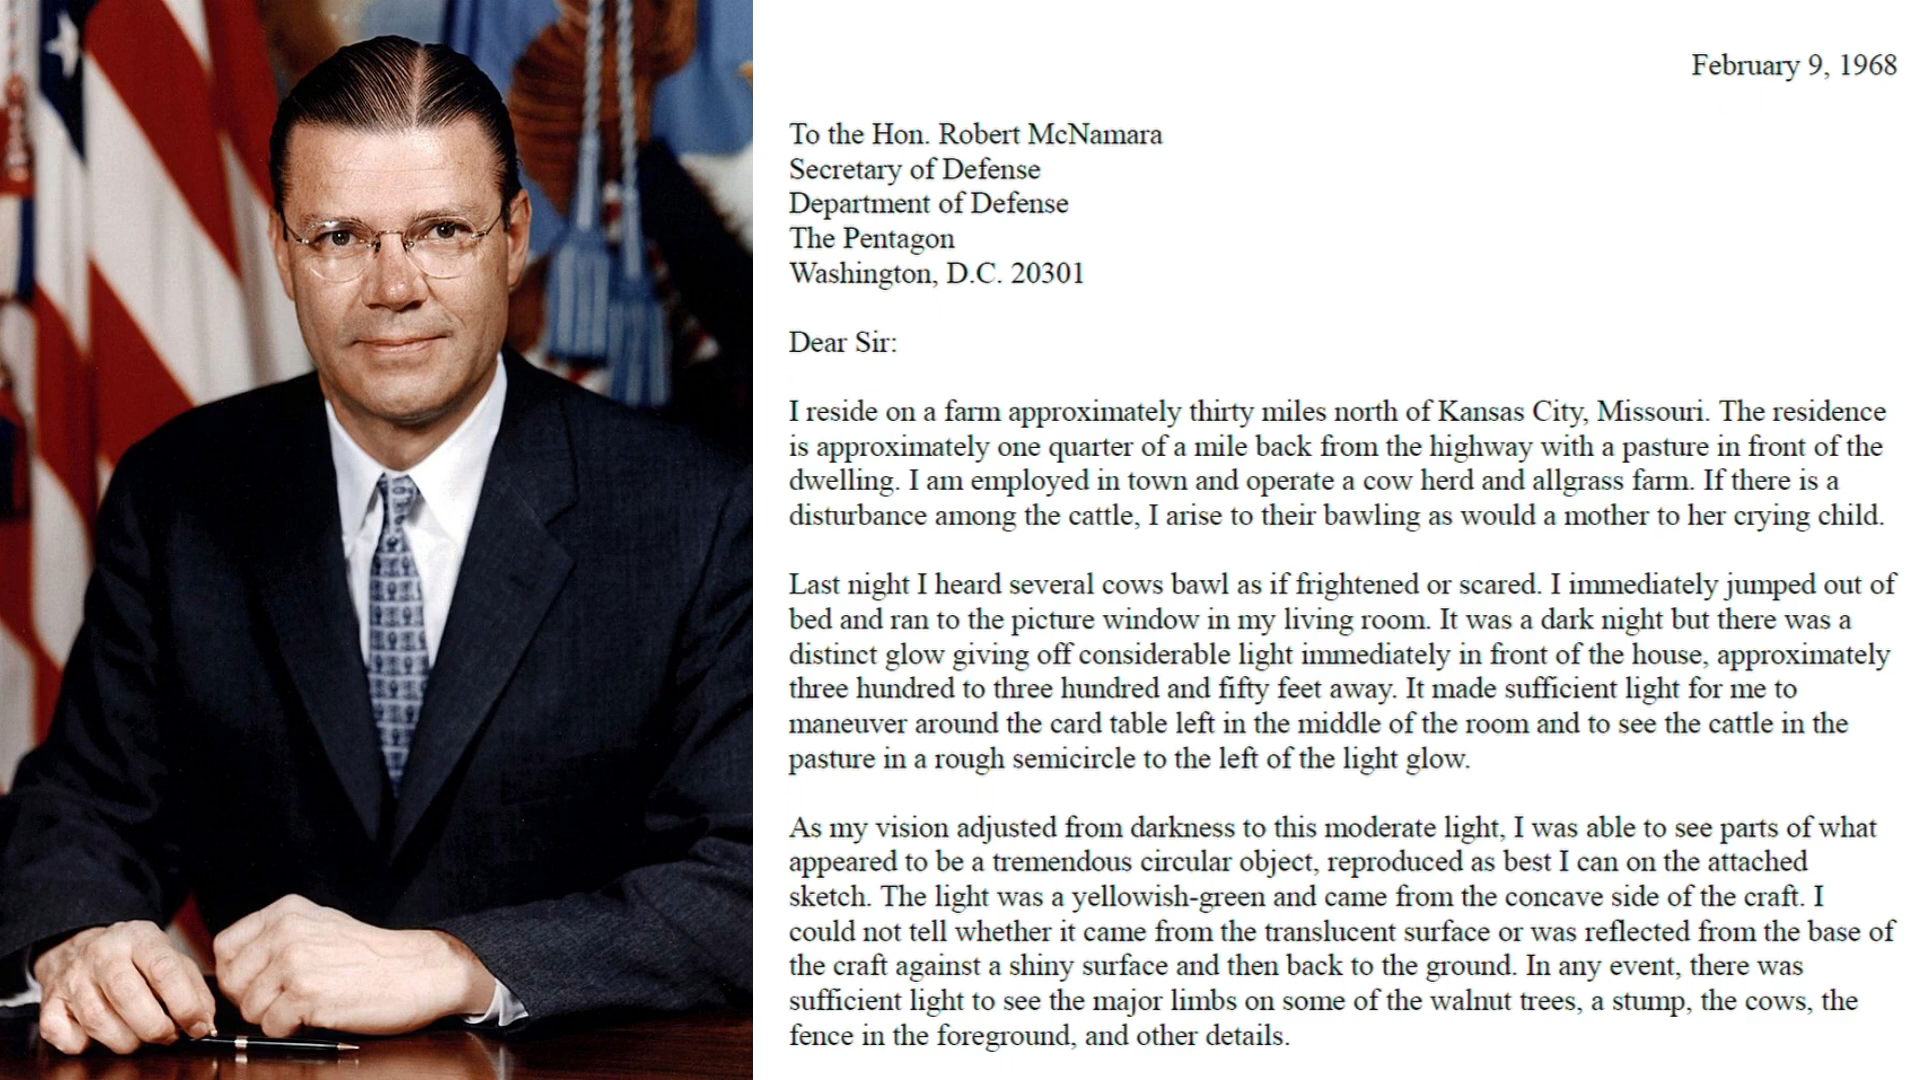 February 9, 1968
To the Hon. Robert McNamara
Secretary of Defense
Department of Defense
The Pentagon
Washington, D.C. 20301
Dear Sir:
I reside on a farm approximately thirty miles north of Kansas City, Missouri. The residence
is approximately one quarter of a mile back from the highway with a pasture in front of the
dwelling. I am employed in town and operate a cow herd and allgrass farm. If there is a
disturbance among the cattle, I arise to their bawling as would a mother to her crying child.
Last night I heard several cows bawl as if frightened or scared. I immediately jumped out of
bed and ran to the picture window in my living room. It was a dark night but there was a
distinct glow giving off considerable light immediately in front of the house, approximately
three hundred to three hundred and fifty feet away. It made sufficient light for me to
maneuver around the card table left in the middle of the room and to see the cattle in the
pasture in a rough semicircle to the left of the light glow.
As my vision adjusted from darkness to this moderate light, I was able to see parts of what
appeared to be a tremendous circular object, reproduced as best I can on the attached
sketch. The light was a yellowish-green and came from the concave side of the craft. I
could not tell whether it came from the translucent surface or was reflected from the base of
the craft against a shiny surface and then back to the ground. In any event, there was
sufficient light to see the major limbs on some of the walnut trees, a stump, the cows, the
fence in the foreground, and other details.